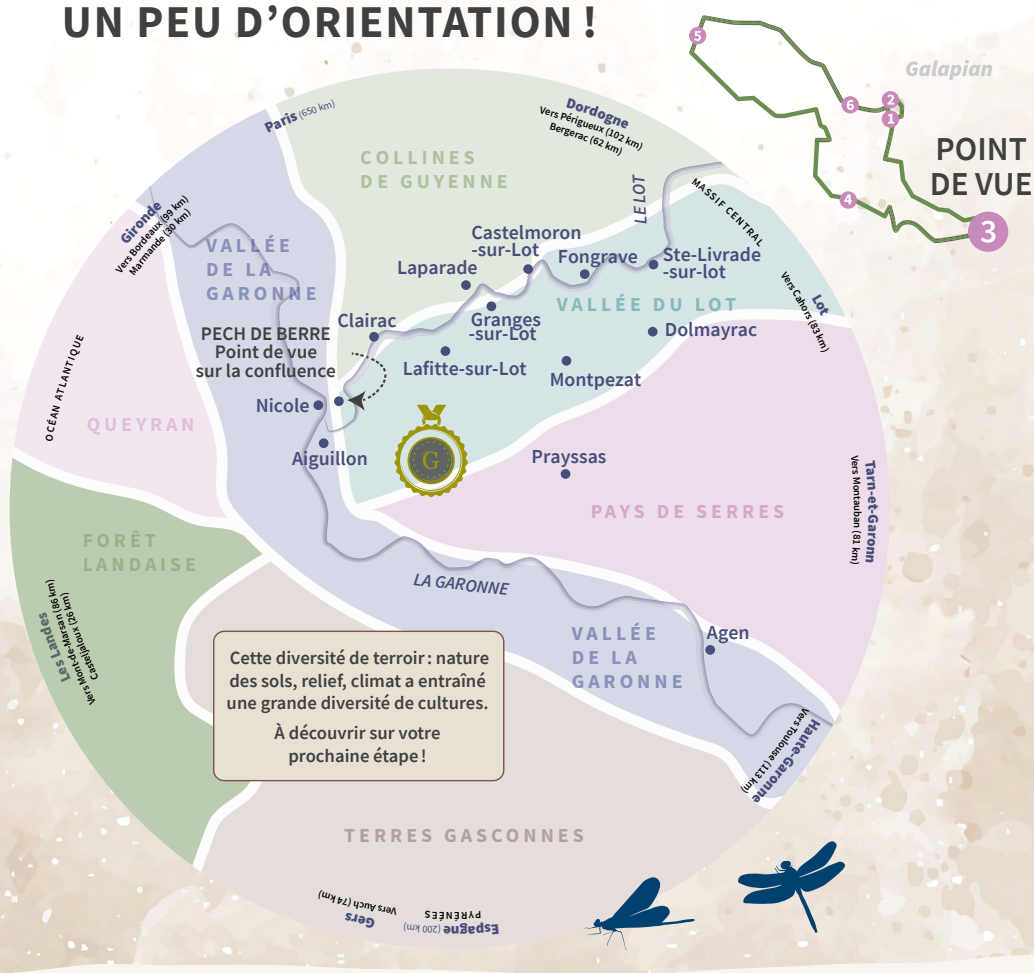 UN PEU D’ORIENTATION !
5
Galapian
2
6
1
POINT
DE VUE
4
3
Paris (650 km)
Dordogne
Vers Périgueux (102 km)
Bergerac (62 km)
COLLINES
DE GUYENNE
LE LOT
MASSIF CENTRAL
Gironde
Vers Bordeaux (99 km)
Marmande (30 km)
VALLÉE
DE LA
GARONNE
Castelmoron
-sur-Lot
Fongrave
Ste-Livrade
-sur-lot
Laparade
VALLÉE DU LOT
Lot
Vers Cahors (83 km)
Clairac
Granges
-sur-Lot
Dolmayrac
PECH DE BERRE
Point de vue
sur la confluence
Lafitte-sur-Lot
Montpezat
OCÉAN ATLANTIQUE
QUEYRAN
Nicole
Aiguillon
G
Prayssas
Tarn-et-Garonn
Vers Montauban (81 km)
PAYS DE SERRES
FORÊT
LANDAISE
LA GARONNE
Les Landes
Vers Mont-de-Marsan (86 km)
Casteljaloux (26 km)
VALLÉE
DE LA
GARONNE
Agen
Cette diversité de terroir : nature
des sols, relief, climat a entraîné
une grande diversité de cultures.
À découvrir sur votre
prochaine étape !
Haute-Garonne
Vers Toulouse (113 km)
TERRES GASCONNES
Gers
Vers Auch (74 km)
Espagne (200 km)
PYRÉNÉES